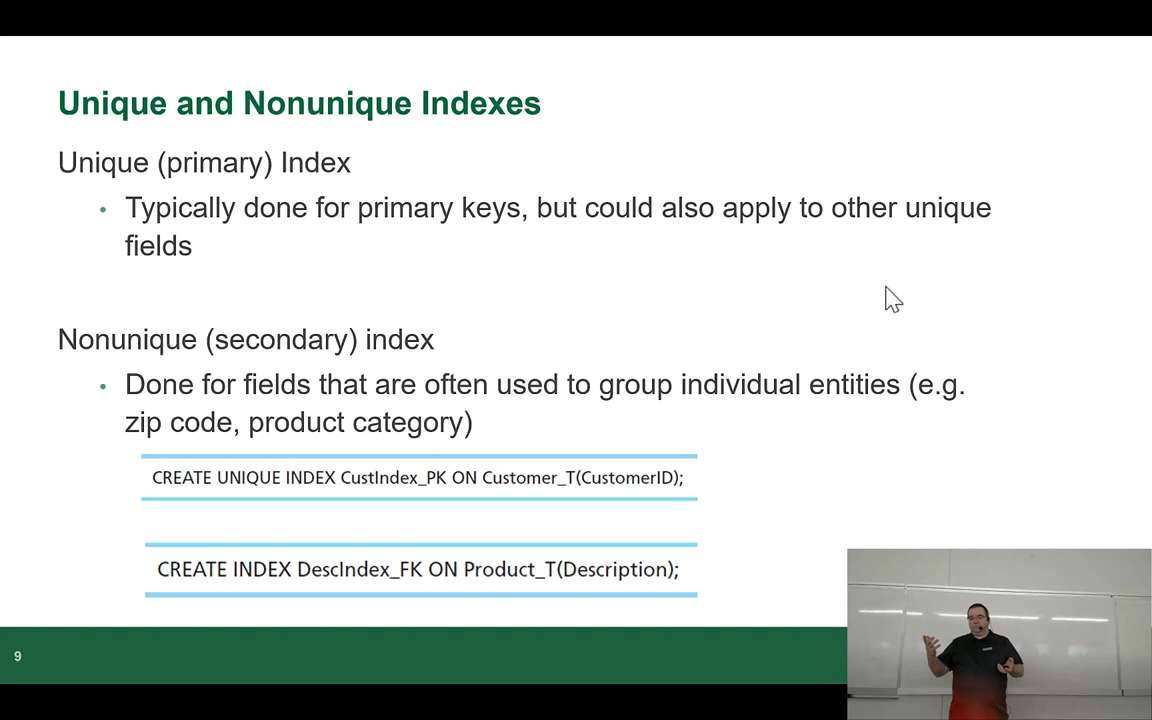 Unique and Nonunique Indexes
Unique (primary) Index
• Typically done for primary keys, but could also apply to other unique
fields
Nonunique (secondary) index
• Done for fields that are often used to group individual entities (e.g.
zip code, product category)
CREATE UNIQUE INDEX CustIndex_PK ON Customer_T(CustomerID);
CREATE INDEX DescIndex_FK ON Product_T(Description);
9